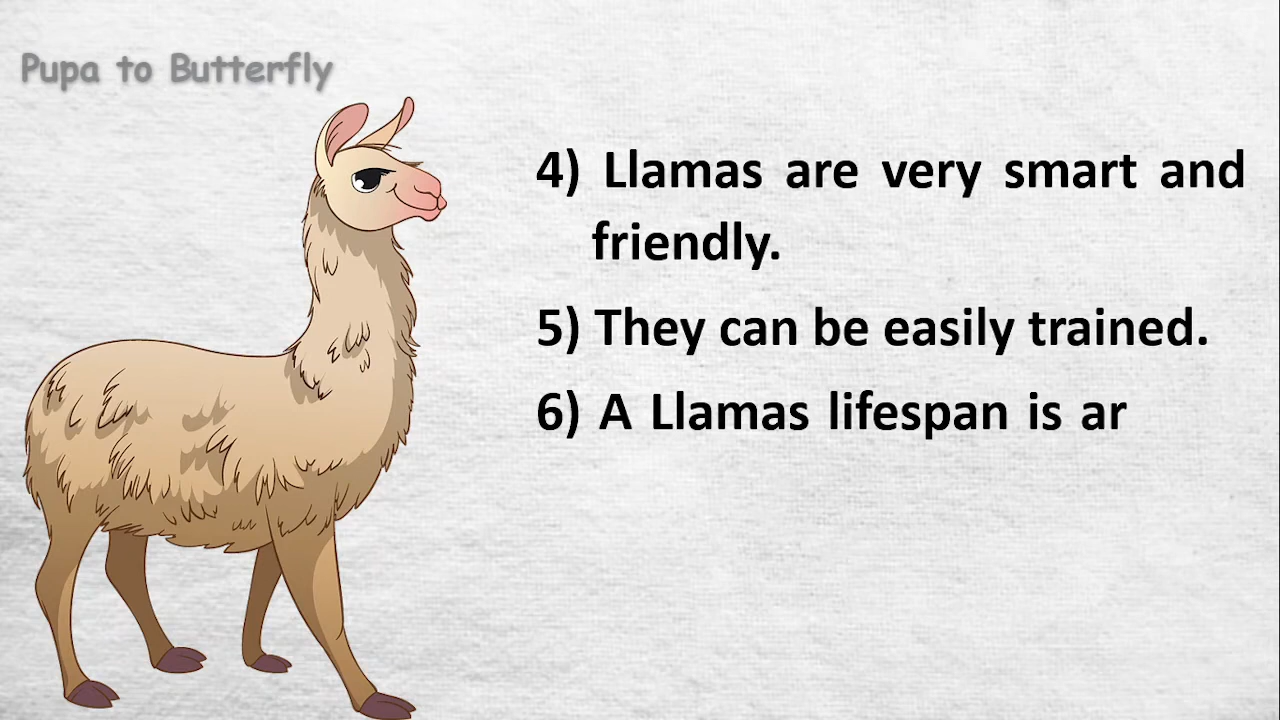 Pupa to Butterfly
4) Llamas are very smart and
friendly.
5) They can be easily trained.
6) A Llamas lifespan is ar